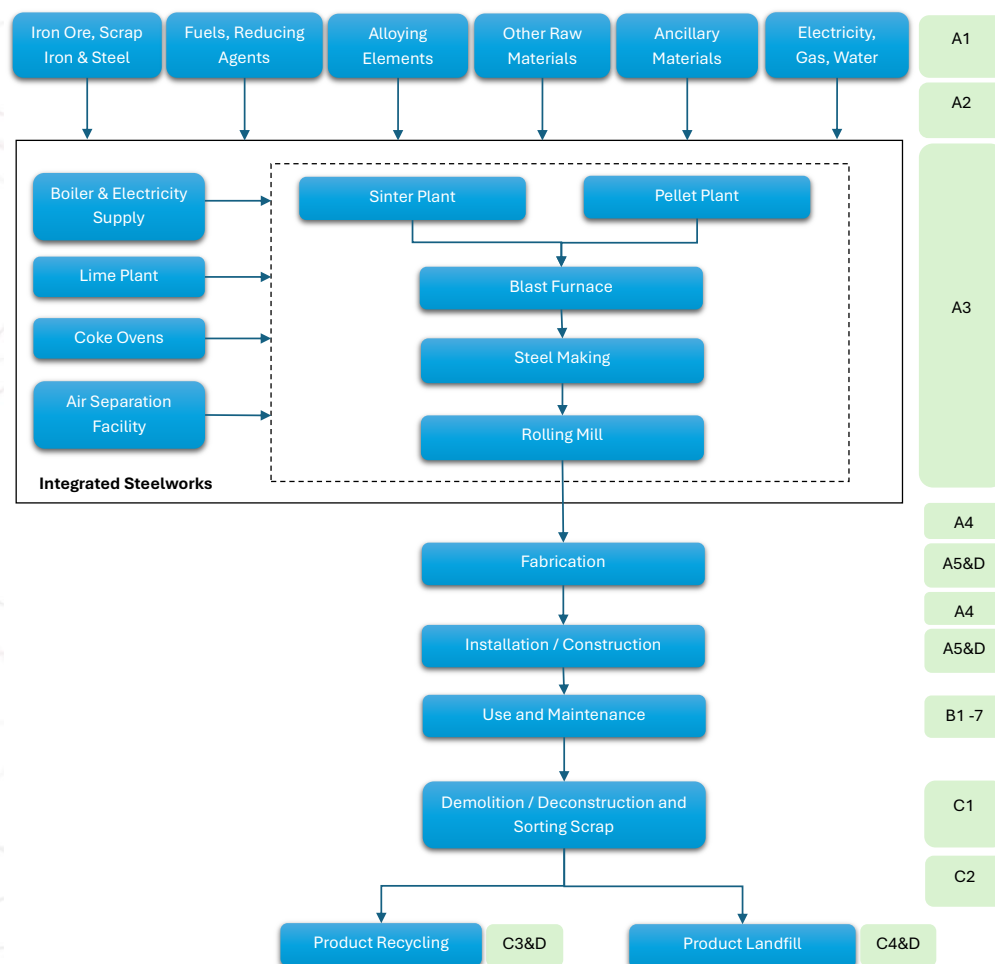 Iron Ore, Scrap
Iron & Steel
Fuels, Reducing
Agents
Alloying
Elements
Other Raw
Materials
Ancillary
Materials
Electricity,
Gas, Water
A1
A2
Boiler & Electricity
Supply
Sinter Plant
Pellet Plant
Lime Plant
Blast Furnace
A3
Coke Ovens
Steel Making
Air Separation
Facility
Rolling Mill
Integrated Steelworks
A4
Fabrication
A5&D
A4
Installation / Construction
A5&D
Use and Maintenance
B1 -7
Demolition / Deconstruction and
Sorting Scrap
C1
C2
Product Recycling
C3&D
Product Landfill
C4&D